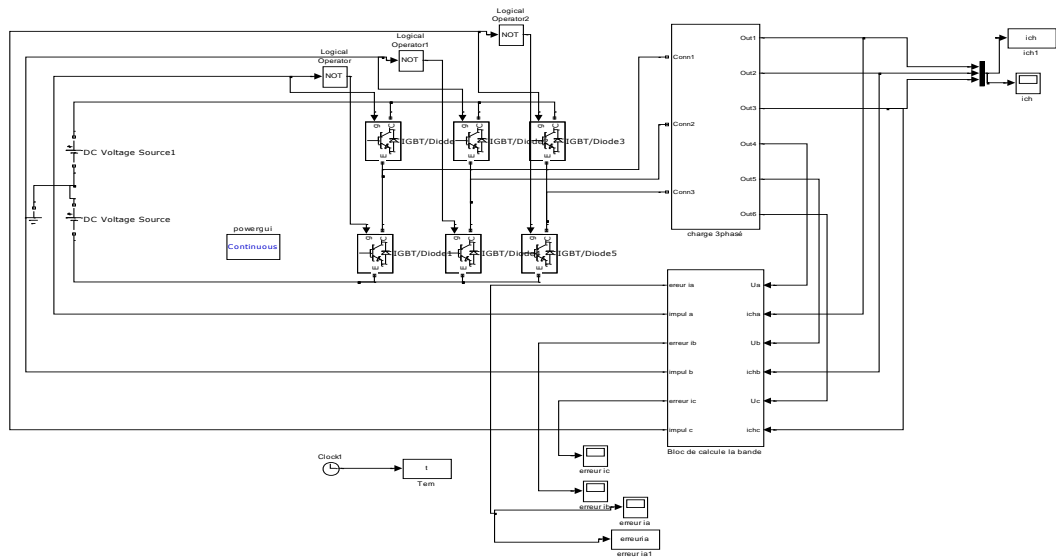 Logical
Operator2
NOT
Logical
Operator1
NOT
Logical
Operator
NOT
g
C
E
IGBT/Diode
g
C
E
g
C
E
IGBT/Diode3
DC Voltage Source1
DC Voltage Source
powergui
Continuous
g
C
E
IGBT/Diode1
g
C
E
g
C
E
IGBT/Diode5
Conn1
Conn2
Conn3
Out1
Out2
Out3
Out4
Out5
Out6
charge 3phasé
ich
ich1
ich
ereur ia
impul a
erreur ib
impul b
erreur ic
impul c
Ua
icha
Ub
ichb
Uc
ichc
Bloc de calcule la bande
Clock1
t
Tem
erreur ic
erreur ib
erreur ia
erreuria
erreur ia1